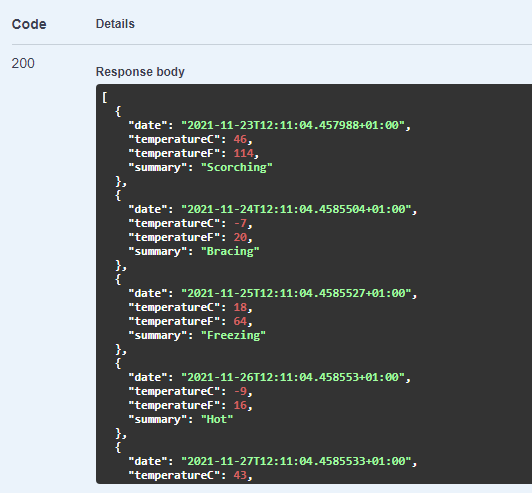 Code Details
200
Response body
[
{
"date": "2021-11-23T12:11:04.457988+01:00",
"temperatureC": 46,
"temperatureF": 114,
"summary": "Scorching"
},
{
"date": "2021-11-24T12:11:04.4585504+01:00",
"temperatureC": -7,
"temperatureF": 20,
"summary": "Bracing"
},
{
"date": "2021-11-25T12:11:04.4585527+01:00",
"temperatureC": 18,
"temperatureF": 64,
"summary": "Freezing"
},
{
"date": "2021-11-26T12:11:04.458553+01:00",
"temperatureC": -9,
"temperatureF": 16,
"summary": "Hot"
},
{
"date": "2021-11-27T12:11:04.4585533+01:00",
"temperatureC": 43,